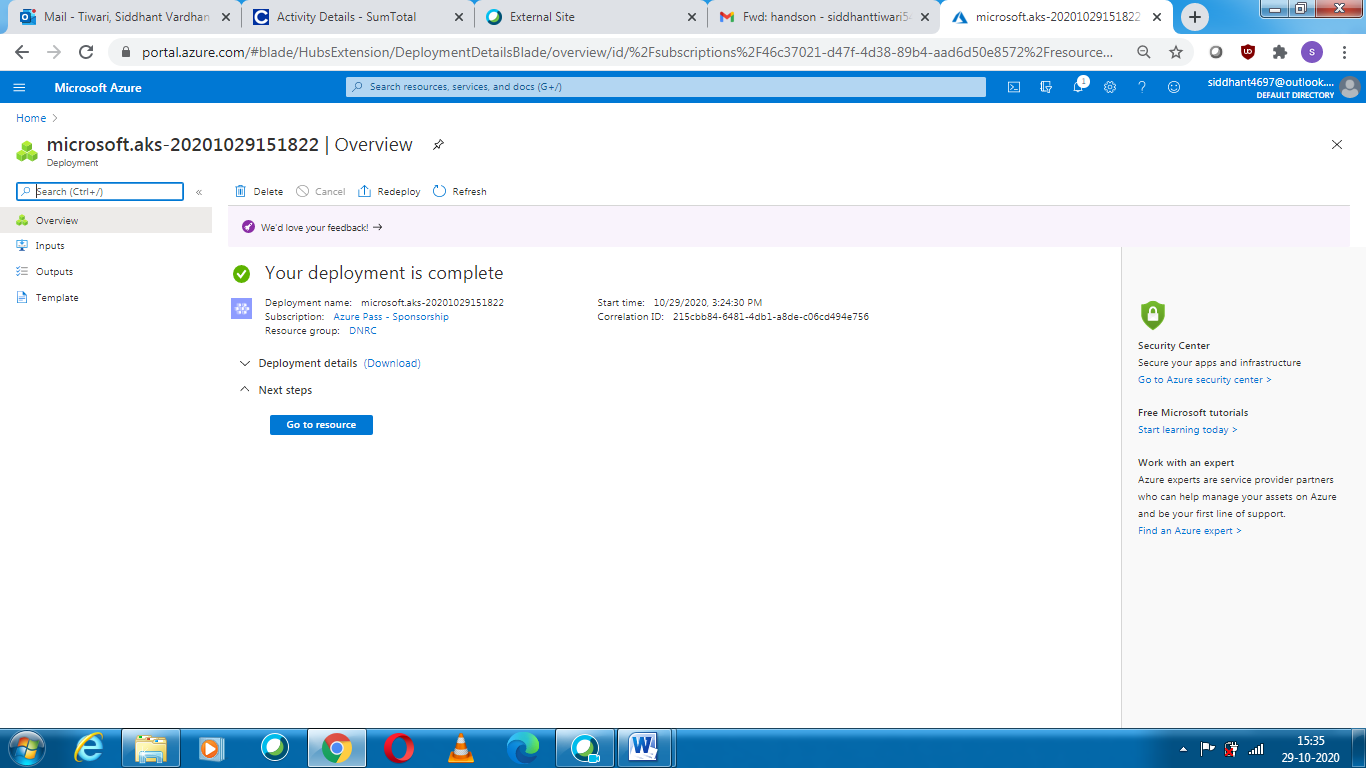 Mail - Tiwari, Siddhant Vardhan
Activity Details - SumTotal
External Site
Fwd: handson - siddhanttiwari5
microsoft.aks-20201029151822
portal.azure.com/#blade/HubsExtension/DeploymentDetailsBlade/overview/id/%2Fsubscriptions%2F46c37021-d47f-4d38-89b4-aad6d50e8572%2Fresource...
S
Microsoft Azure
Search resources, services, and docs (G+/)
1
siddhant4697@outlook....
DEFAULT DIRECTORY
Home >
microsoft.aks-20201029151822 | Overview
Deployment
Search (Ctrl+/)
«
Delete
Cancel
Redeploy
Refresh
Overview
Inputs
Outputs
Template
We'd love your feedback! →
Your deployment is complete
Deployment name: microsoft.aks-20201029151822
Subscription: Azure Pass - Sponsorship
Resource group: DNRC
Start time: 10/29/2020, 3:24:30 PM
Correlation ID: 215cbb84-6481-4db1-a8de-c06cd494e756
Deployment details (Download)
Next steps
Go to resource
Security Center
Secure your apps and infrastructure
Go to Azure security center >
Free Microsoft tutorials
Start learning today >
Work with an expert
Azure experts are service provider partners
who can help manage your assets on Azure
and be your first line of support.
Find an Azure expert >
15:35
29-10-2020